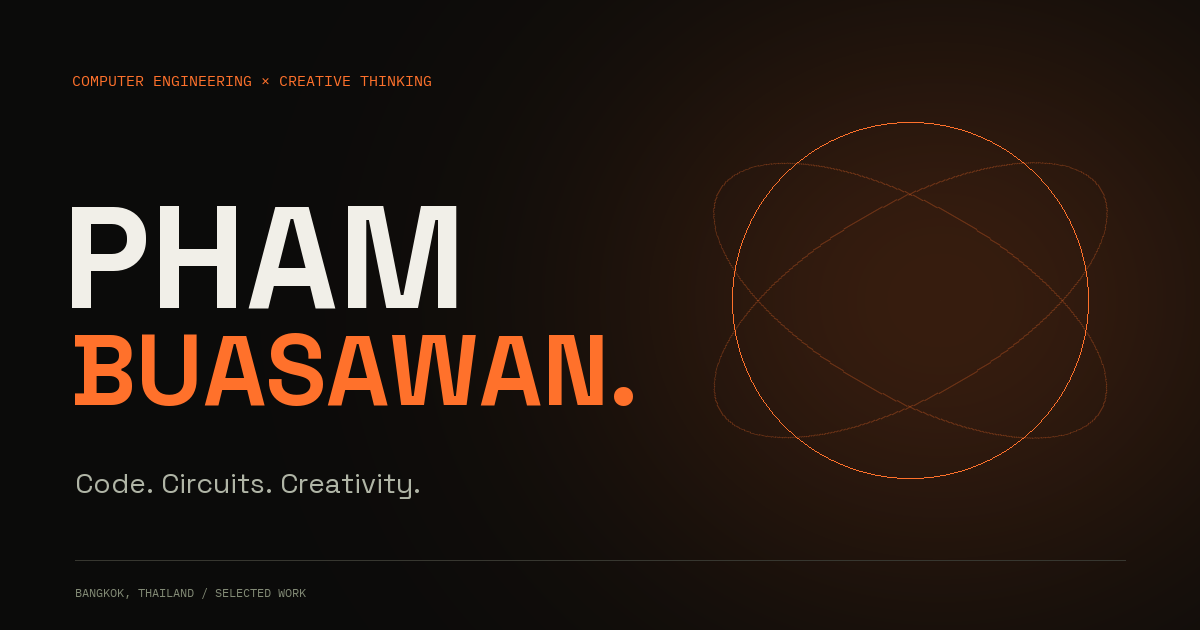 COMPUTER ENGINEERING × CREATIVE THINKING
PHAM
BUASAWAN.
Code. Circuits. Creativity.
BANGKOK, THAILAND / SELECTED WORK